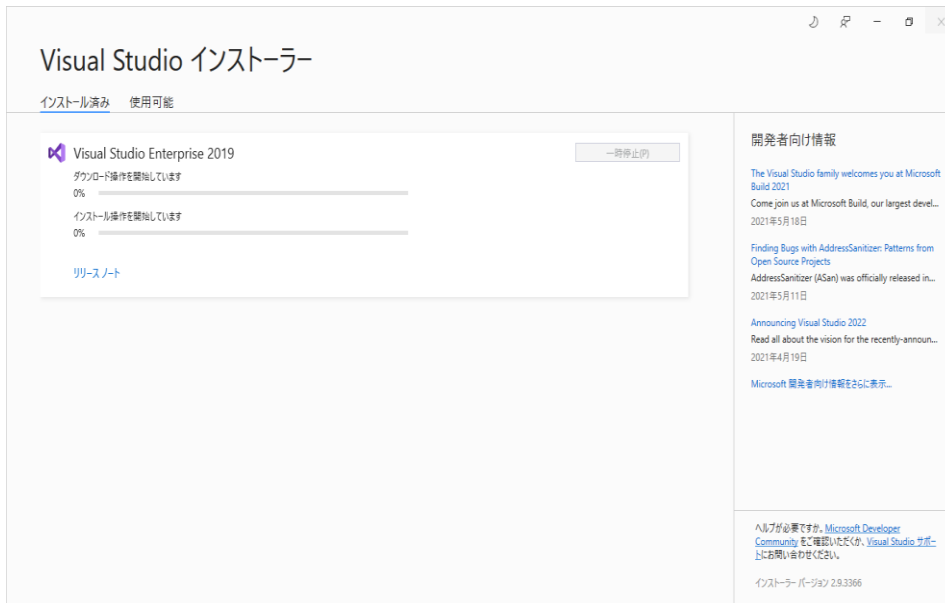 Visual Studio インストーラー
インストール済み 使用可能
Visual Studio Enterprise 2019
一時停止(P)
ダウンロード操作を開始しています
0%
インストール操作を開始しています
0%
リリース ノート
開発者向け情報
The Visual Studio family welcomes you at Microsoft
Build 2021
Come join us at Microsoft Build, our largest devel...
2021年5月18日
Finding Bugs with AddressSanitizer: Patterns from
Open Source Projects
AddressSanitizer (ASan) was officially released in...
2021年5月11日
Announcing Visual Studio 2022
Read all about the vision for the recently-announ...
2021年4月19日
Microsoft 開発者向け情報をさらに表示...
ヘルプが必要ですか。Microsoft Developer
Community をご確認いただくか、Visual Studio サポー
トにお問い合わせください。
インストーラー バージョン 2.9.3366